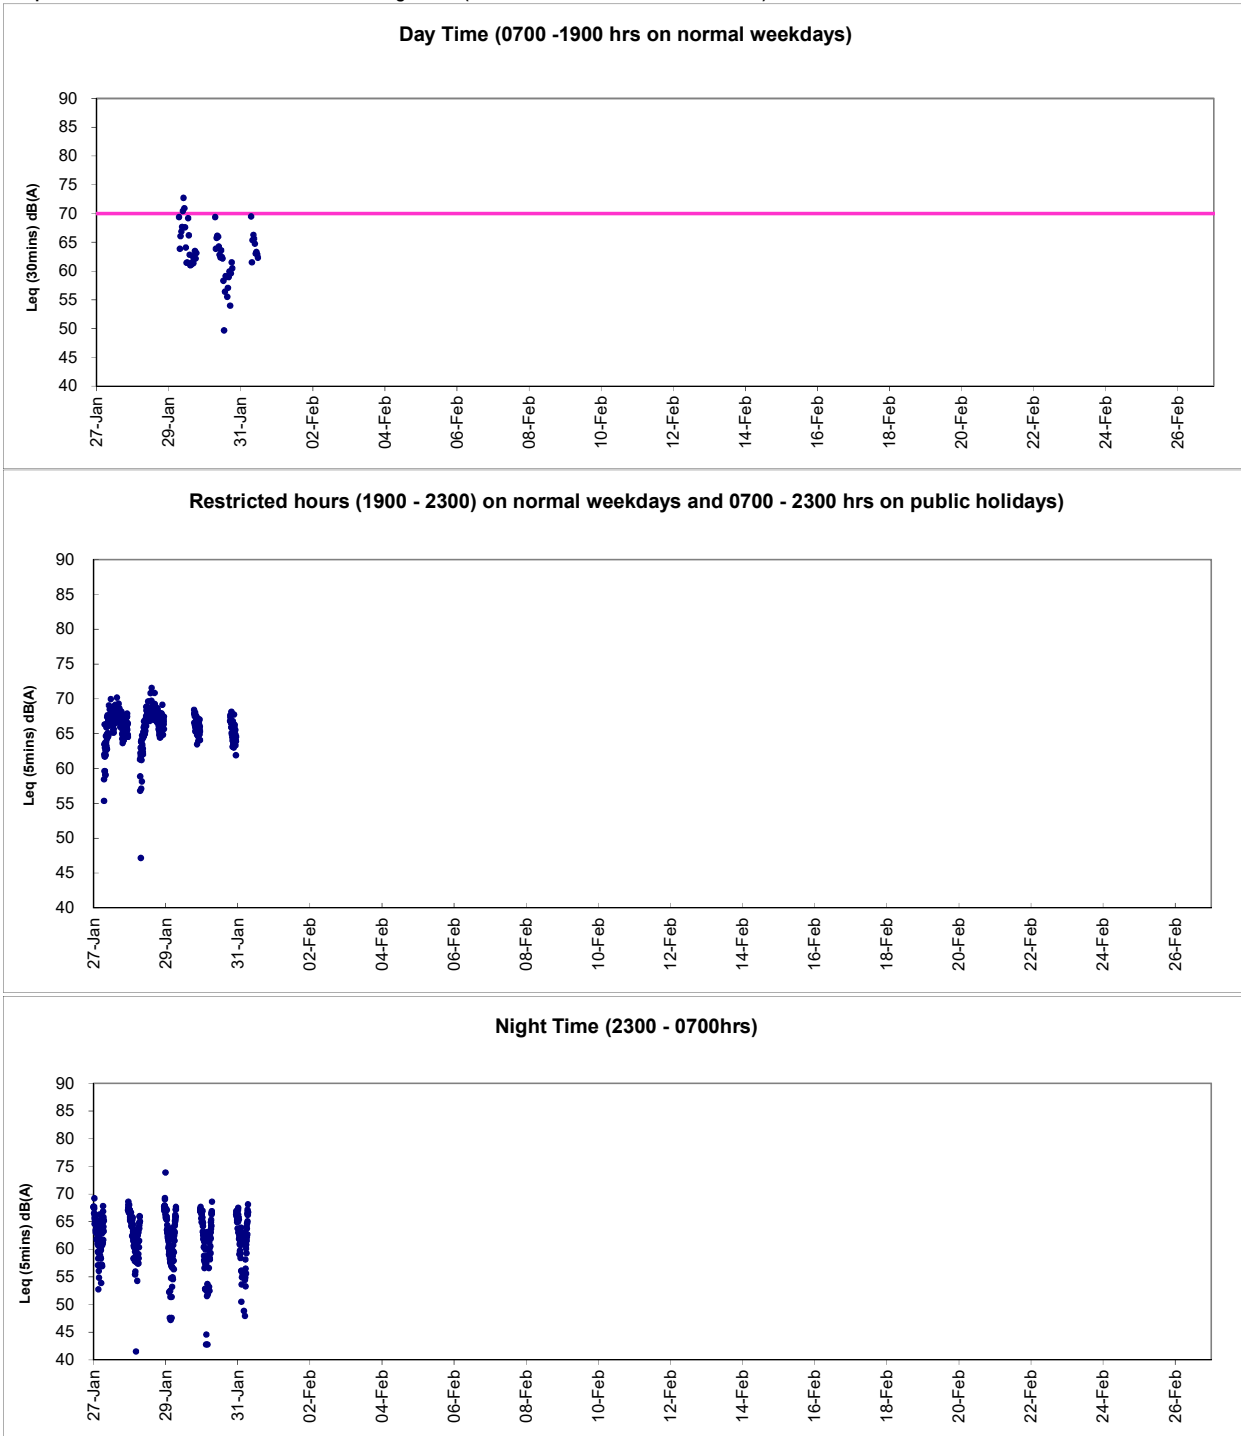 Day Time (0700 -1900 hrs on normal weekdays)
90
85
80
75
70
65
60
55
50
45
40
Leq (30mins) dB(A)
27-Jan
29-Jan
31-Jan
02-Feb
04-Feb
06-Feb
08-Feb
10-Feb
12-Feb
14-Feb
16-Feb
18-Feb
20-Feb
22-Feb
24-Feb
26-Feb
Restricted hours (1900 - 2300) on normal weekdays and 0700 - 2300 hrs on public holidays)
90
85
80
75
70
65
60
55
50
45
40
Leq (5mins) dB(A)
27-Jan
29-Jan
31-Jan
02-Feb
04-Feb
06-Feb
08-Feb
10-Feb
12-Feb
14-Feb
16-Feb
18-Feb
20-Feb
22-Feb
24-Feb
26-Feb
Night Time (2300 - 0700hrs)
90
85
80
75
70
65
60
55
50
45
40
Leq (5mins) dB(A)
27-Jan
29-Jan
31-Jan
02-Feb
04-Feb
06-Feb
08-Feb
10-Feb
12-Feb
14-Feb
16-Feb
18-Feb
20-Feb
22-Feb
24-Feb
26-Feb